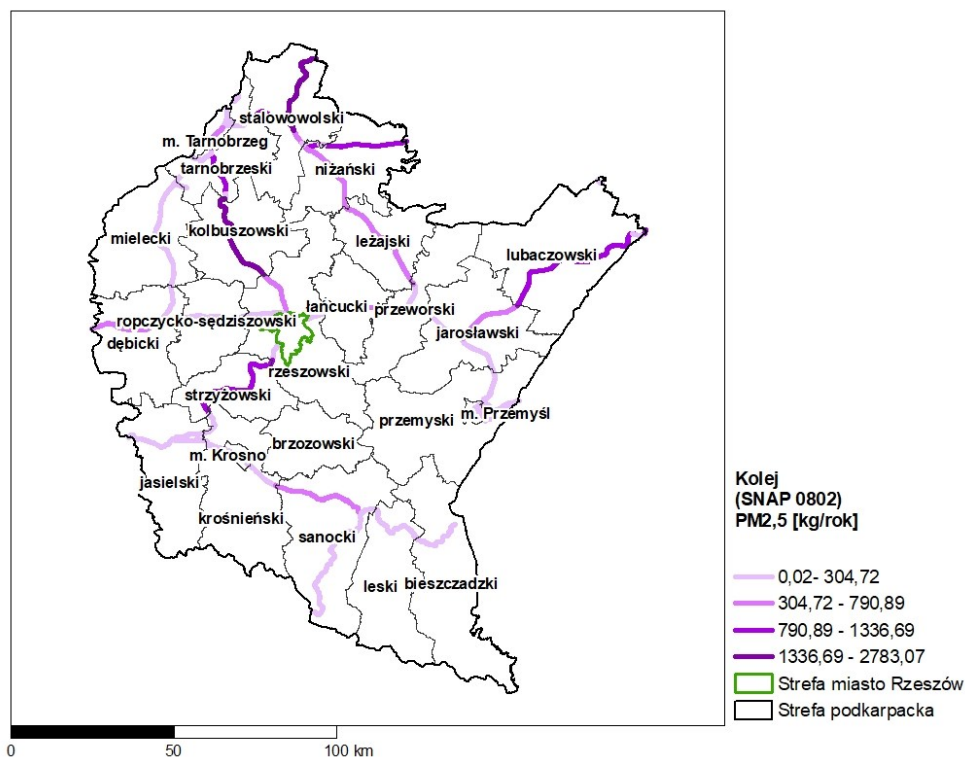 stalowowolski
m. Tarnobrzeg
tarnobrzeski
niżański
mielecki
kolbuszowski
leżajski
lubaczowski
łańcucki
przeworski
ropczycko-sędziszowski
dębicki
jarosławski
rzeszowski
strzyżowski
przemyski
m. Przemyśl
brzozowski
m. Krosno
jasielski
krośnieński
sanocki
leski
bieszczadzki
Kolej
(SNAP 0802)
PM2,5 [kg/rok]
0,02- 304,72
304,72 - 790,89
790,89 - 1336,69
1336,69 - 2783,07
Strefa miasto Rzeszów
Strefa podkarpacka
0 50 100 km